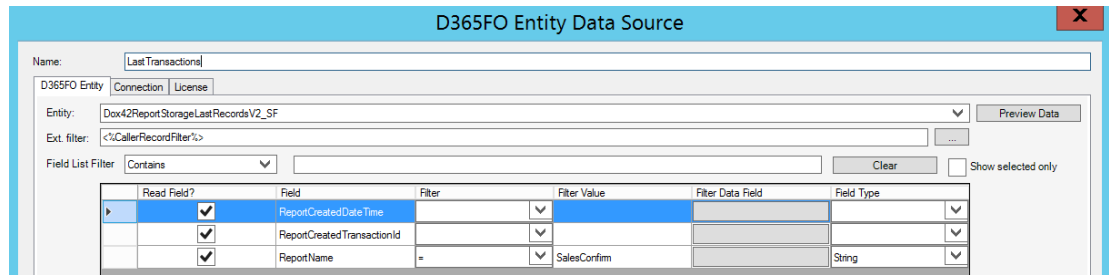 D365FO Entity Data Source
X
Name: LastTransactions
D365FO Entity Connection License
Entity: Dox42ReportStorageLastRecordsV2_SF Preview Data
Ext. filter: <%CallerRecordFilter%> ...
Field List Filter Contains Clear Show selected only
Read Field? Field Filter Filter Value Filter Data Field Field Type
ReportCreatedDateTime
ReportCreatedTransactionId
ReportName = SalesConfirm String